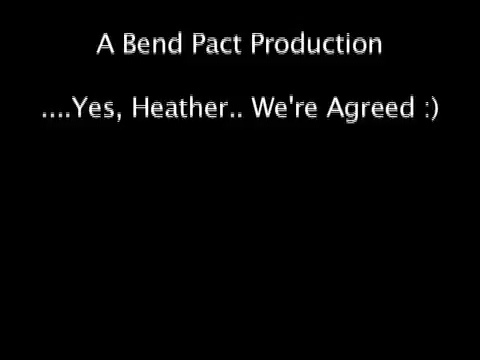 A Bend Pact Production
....Yes, Heather.. We're Agreed :)